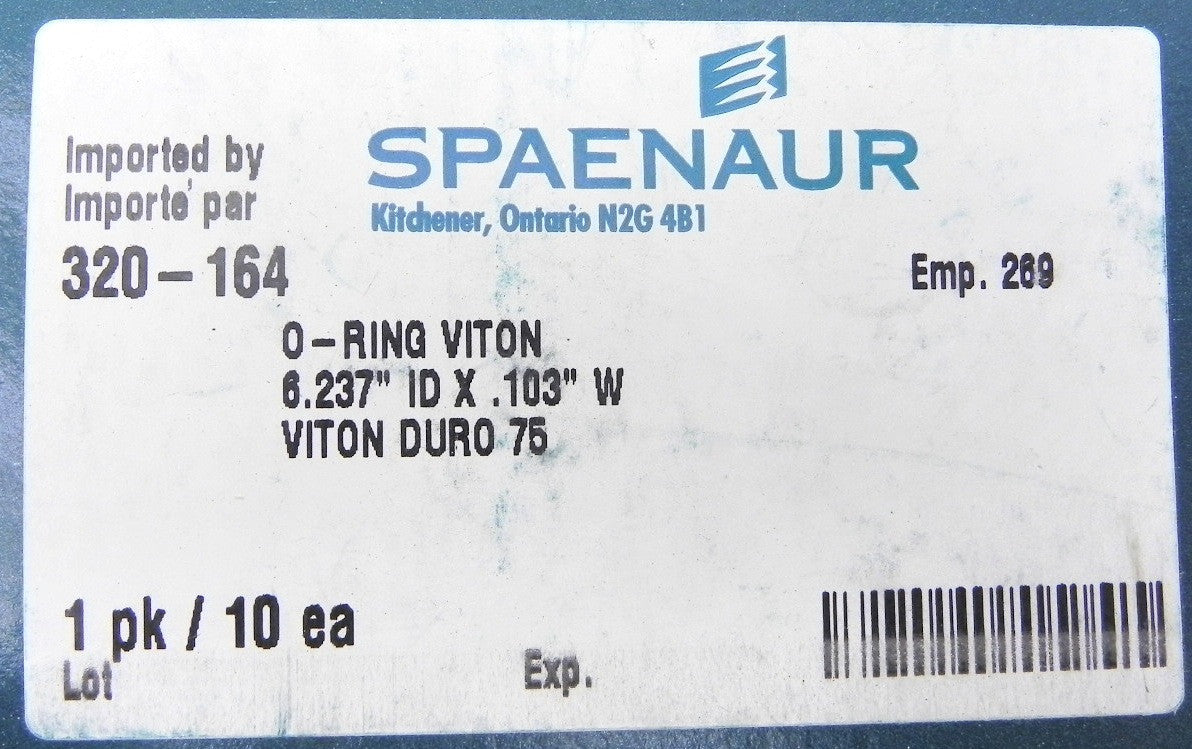 SPAENAUR
Imported by
Importé par
Kitchener, Ontario N2G 4B1
320-164
Emp. 269
O-RING VITON
6.237" ID X .103" W
VITON DURO 75
1 pk / 10 ea
Lot
Exp.